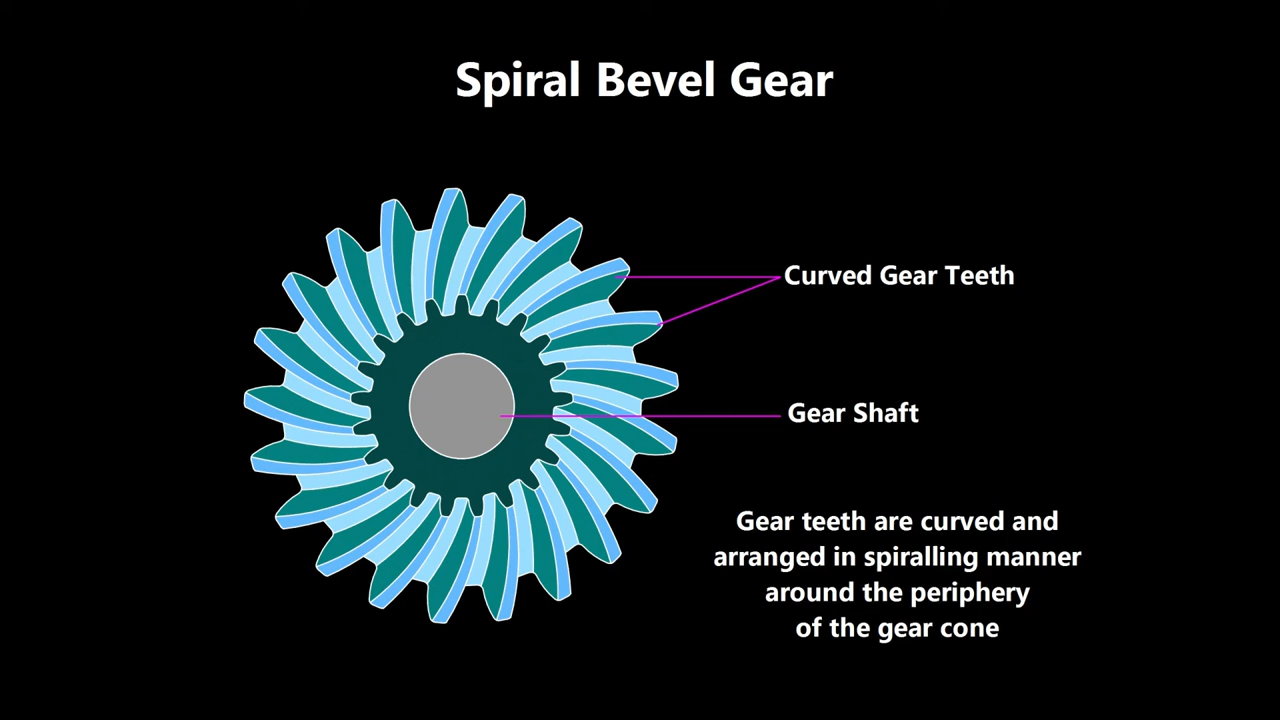 Spiral Bevel Gear
Curved Gear Teeth
Gear Shaft
Gear teeth are curved and
arranged in spiralling manner
around the periphery
of the gear cone